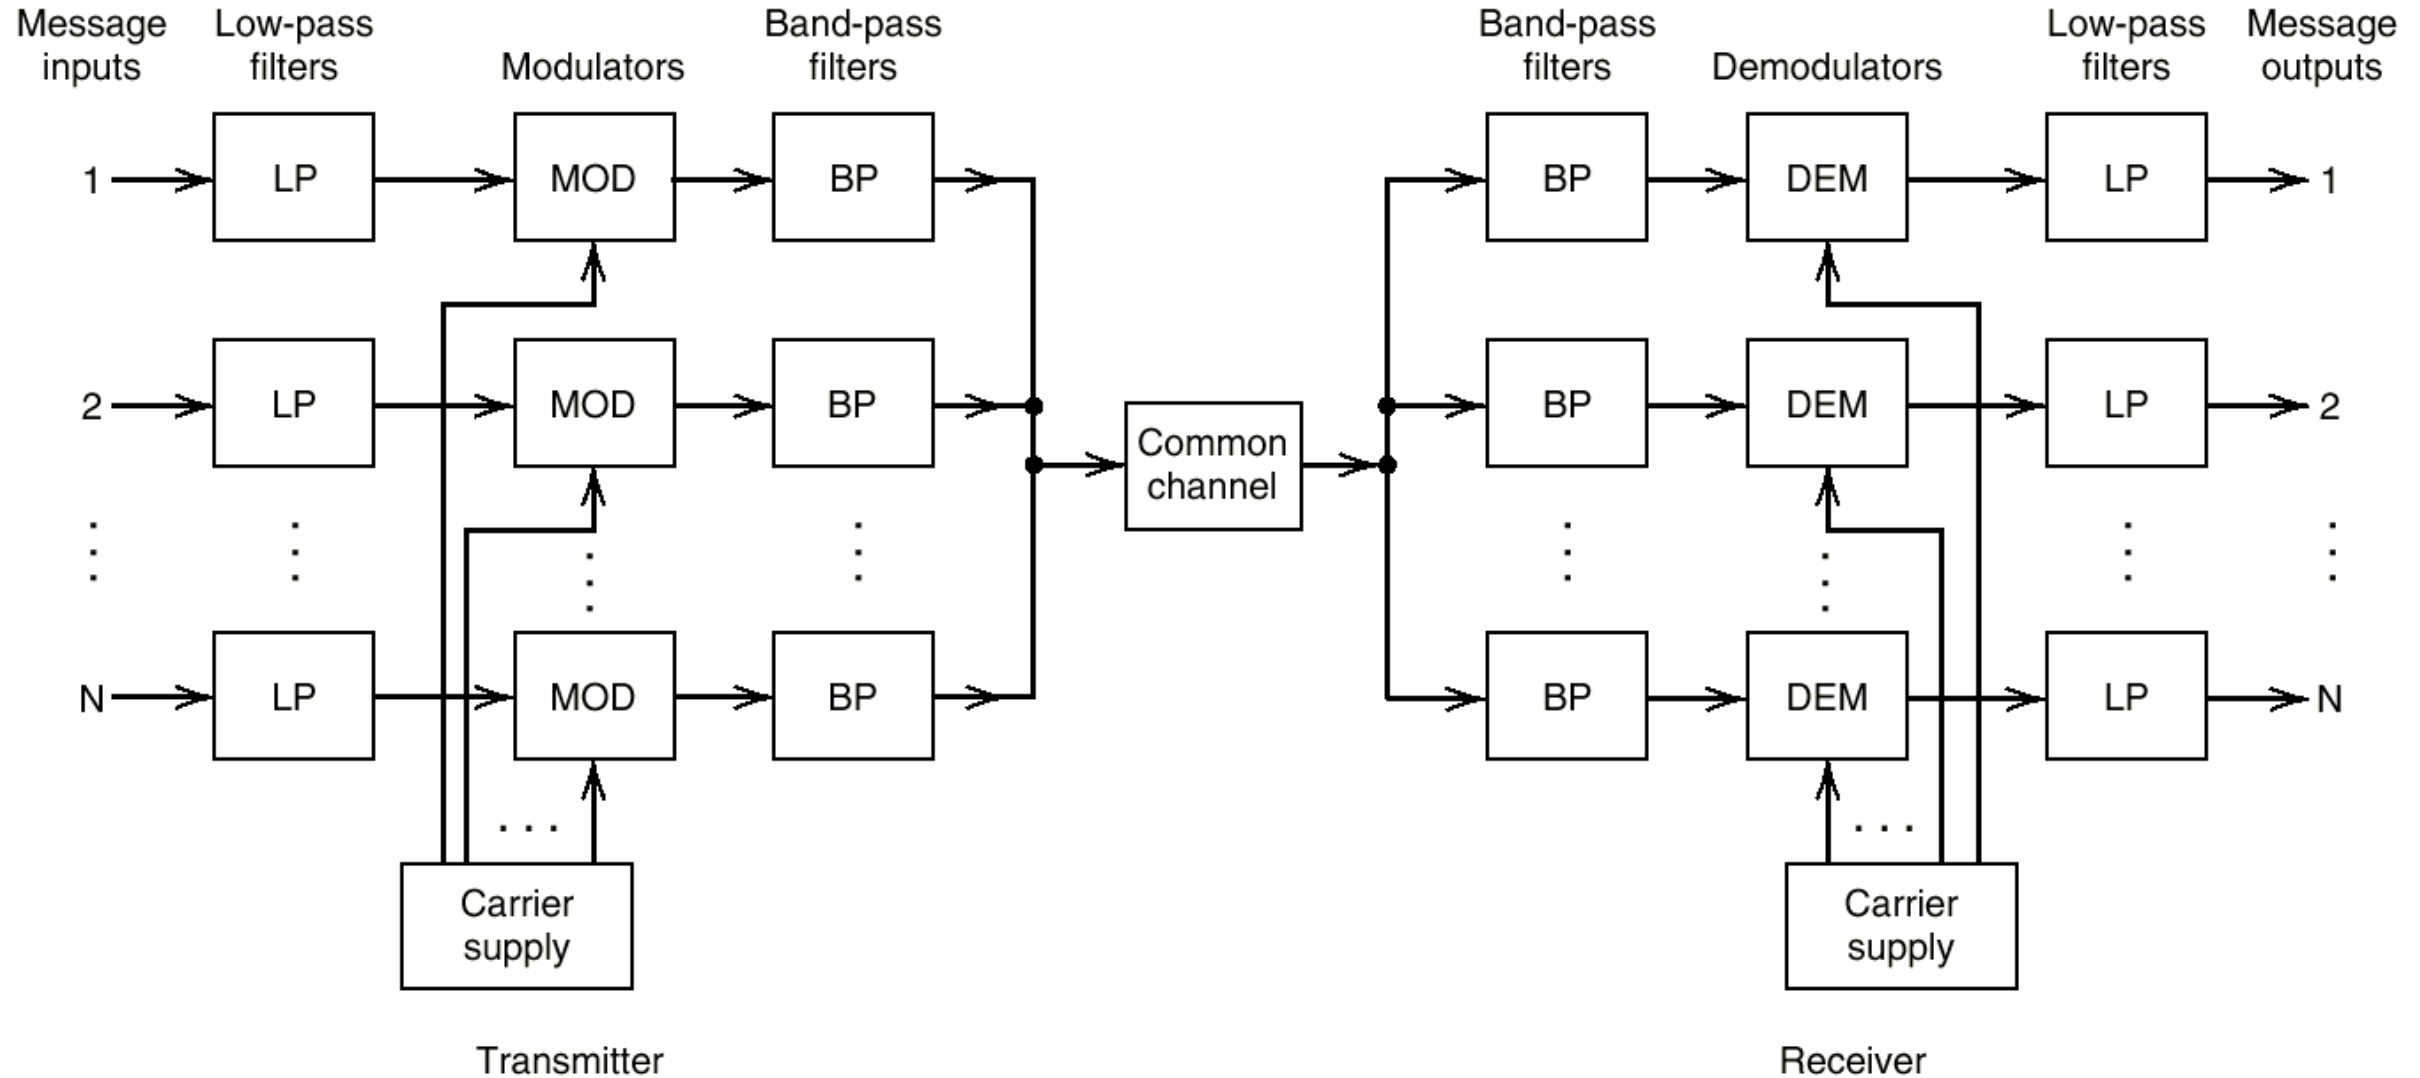 Message
inputs
Low-pass
filters
Modulators
Band-pass
filters
Band-pass
filters
Demodulators
Low-pass
filters
Message
outputs
1
LP
MOD
BP
BP
DEM
LP
1
2
LP
MOD
BP
Common
channel
BP
DEM
LP
2
N
LP
MOD
BP
BP
DEM
LP
N
Carrier
supply
Carrier
supply
Transmitter
Receiver